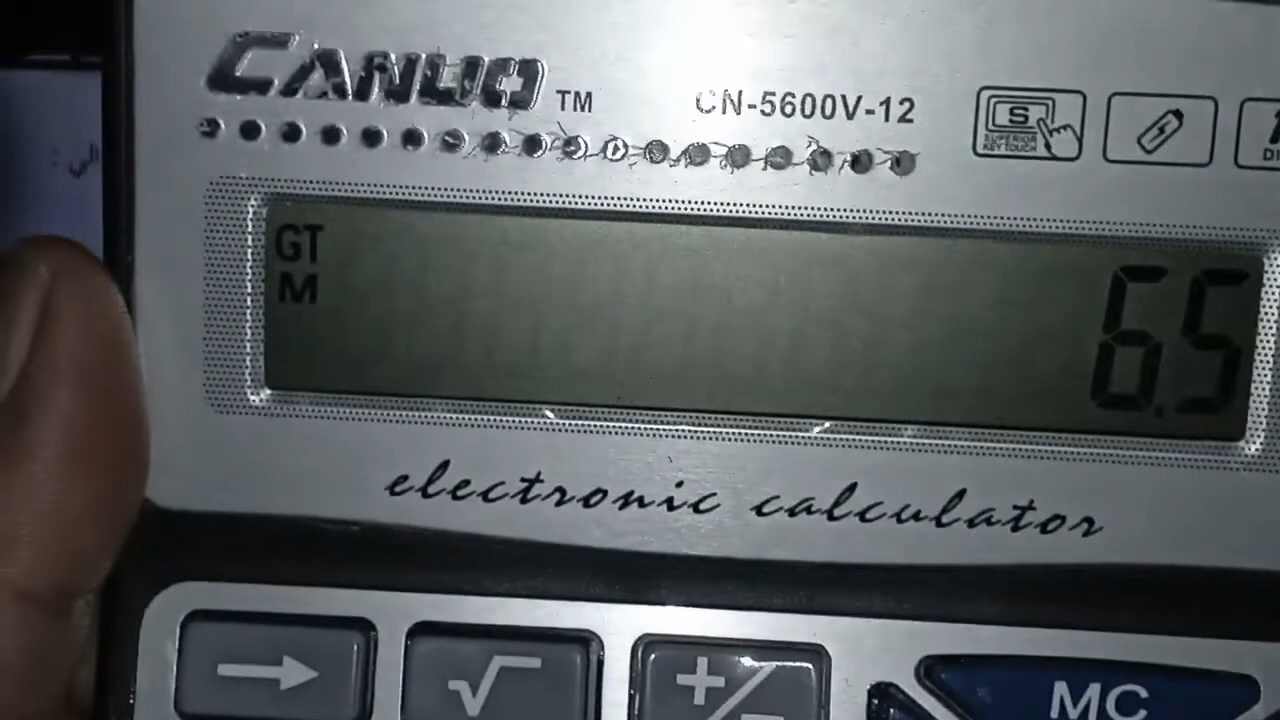 CANUO TM CN-5600V-12
S
SUPERIOR
KEY TOUCH
GT
M
6.5
electronic calculator
→ √ +/− MC